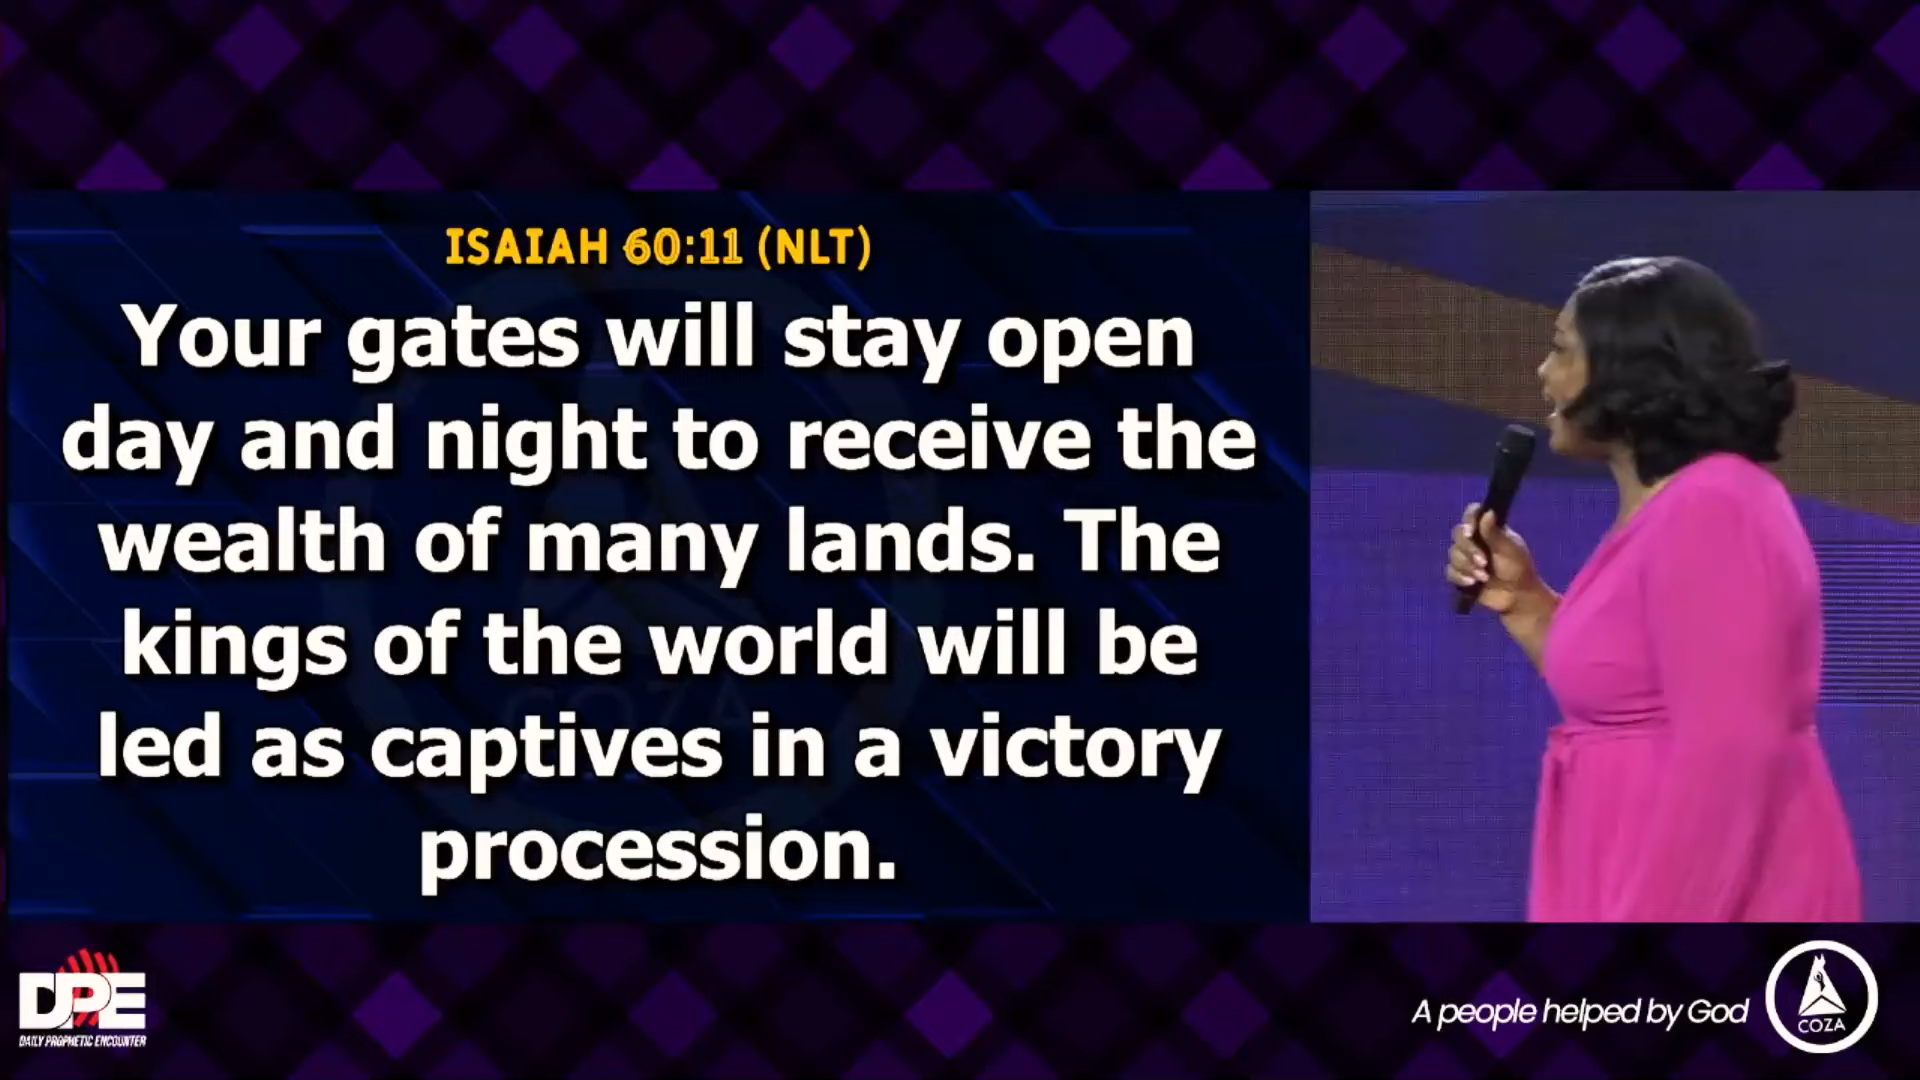 ISAIAH 60:11 (NLT)
Your gates will stay open
day and night to receive the
wealth of many lands. The
kings of the world will be
led as captives in a victory
procession.
DPE
DAILY PROPHETIC ENCOUNTER
A people helped by God
COZA
COZA